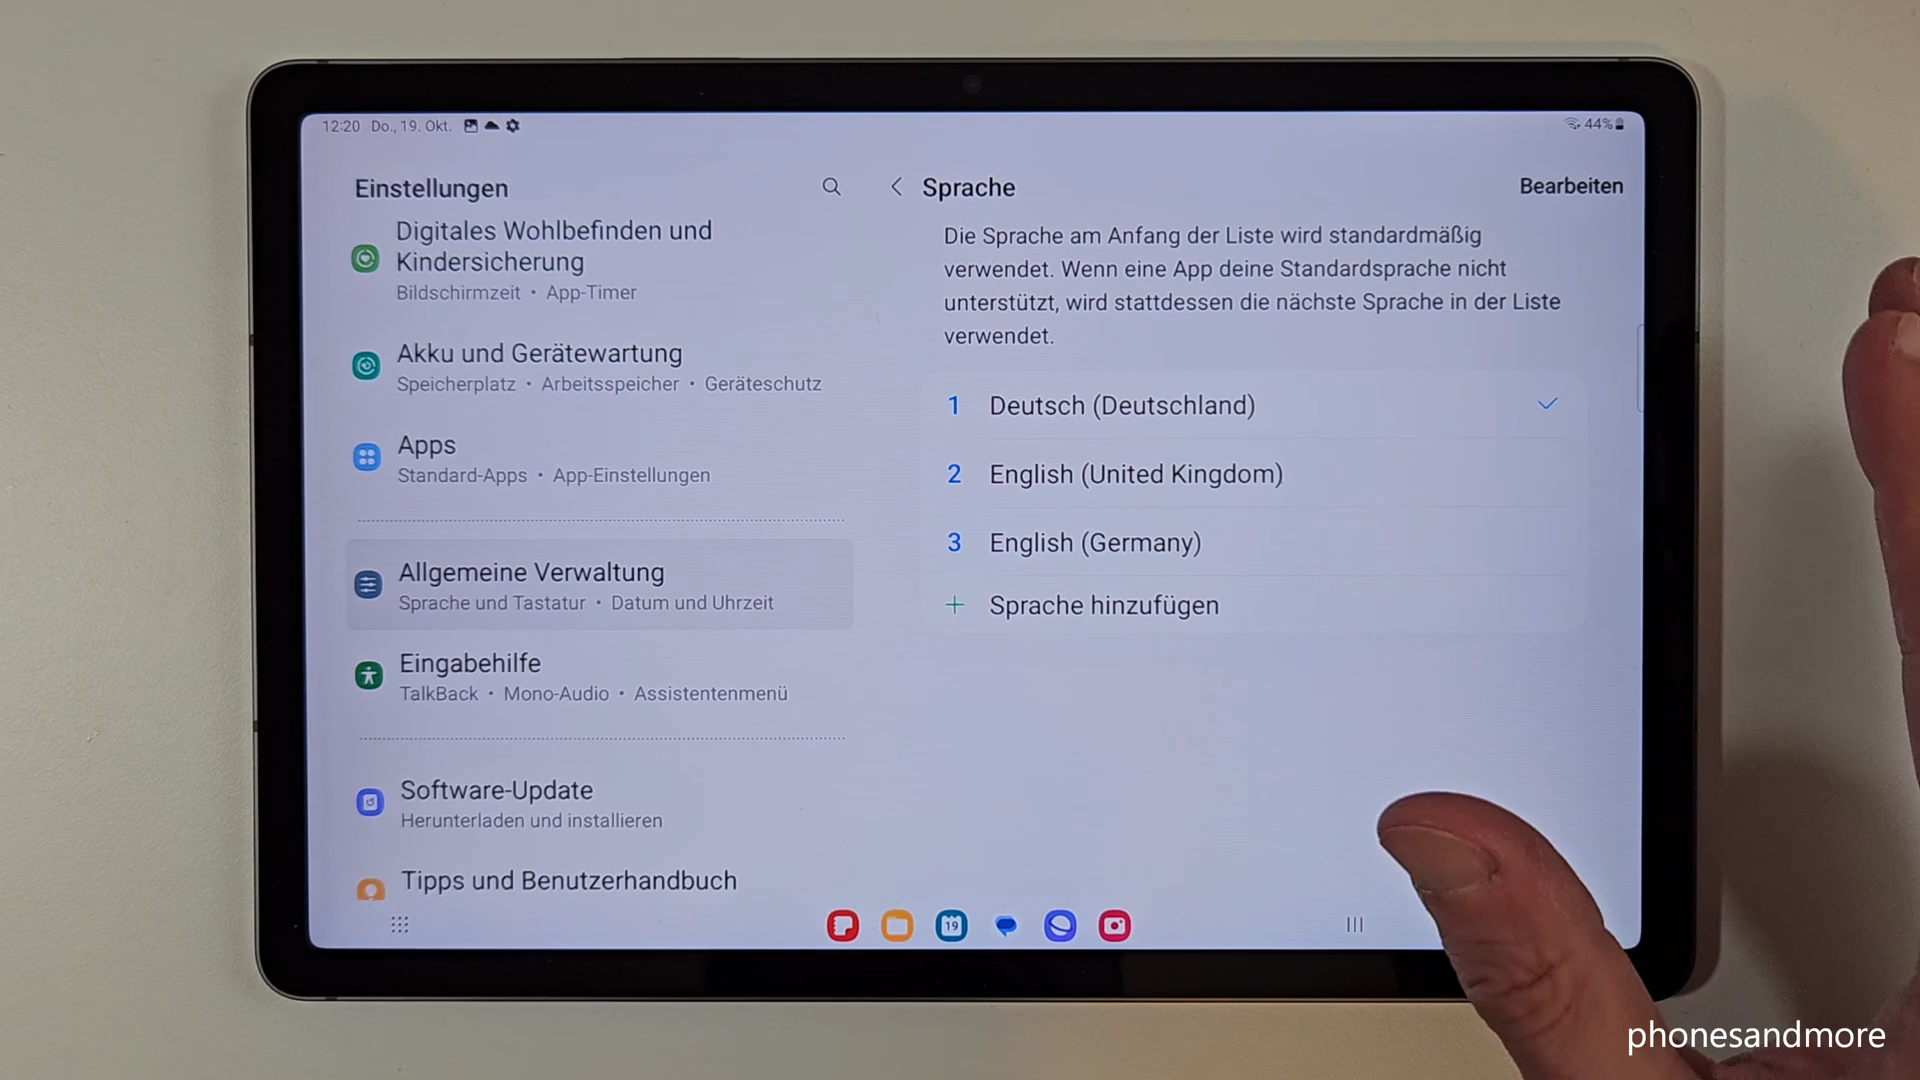 12:20 Do., 19. Okt.
44%
Einstellungen
Digitales Wohlbefinden und
Kindersicherung
Bildschirmzeit • App-Timer
Akku und Gerätewartung
Speicherplatz • Arbeitsspeicher • Geräteschutz
Apps
Standard-Apps • App-Einstellungen
Allgemeine Verwaltung
Sprache und Tastatur • Datum und Uhrzeit
Eingabehilfe
TalkBack • Mono-Audio • Assistentenmenü
Software-Update
Herunterladen und installieren
Tipps und Benutzerhandbuch
Sprache
Bearbeiten
Die Sprache am Anfang der Liste wird standardmäßig
verwendet. Wenn eine App deine Standardsprache nicht
unterstützt, wird stattdessen die nächste Sprache in der Liste
verwendet.
1 Deutsch (Deutschland)
2 English (United Kingdom)
3 English (Germany)
+ Sprache hinzufügen
19
phonesandmore